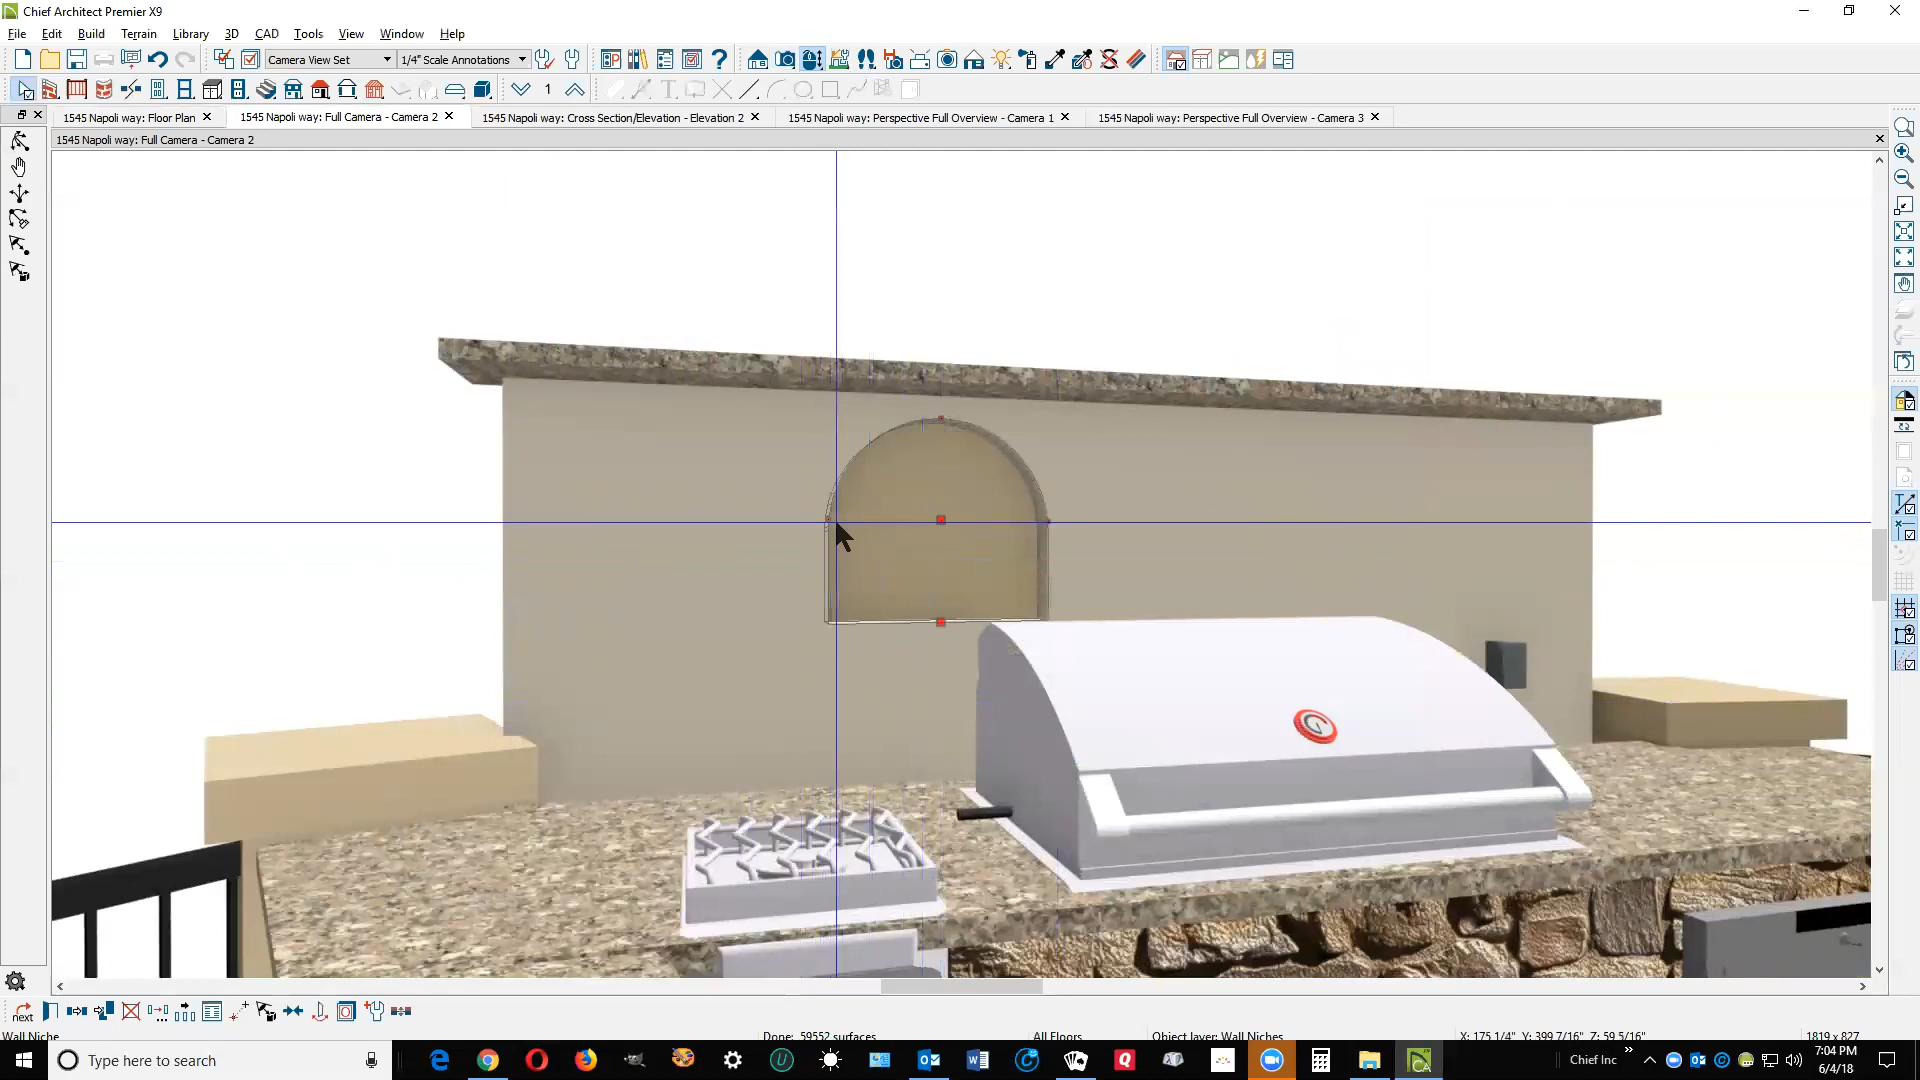 Chief Architect Premier X9
File Edit Build Terrain Library 3D CAD Tools View Window Help
Camera View Set 1/4" Scale Annotations
1
1545 Napoli way: Floor Plan 1545 Napoli way: Full Camera - Camera 2 1545 Napoli way: Cross Section/Elevation - Elevation 2 1545 Napoli way: Perspective Full Overview - Camera 1 1545 Napoli way: Perspective Full Overview - Camera 3
1545 Napoli way: Full Camera - Camera 2
next
Wall Niche Done: 59552 surfaces All Floors Object layer: Wall Niches X: 175 1/4" Y: 399 7/16" Z: 59 5/16" 1819 x 827
Type here to search Chief Inc 7:04 PM
6/4/18